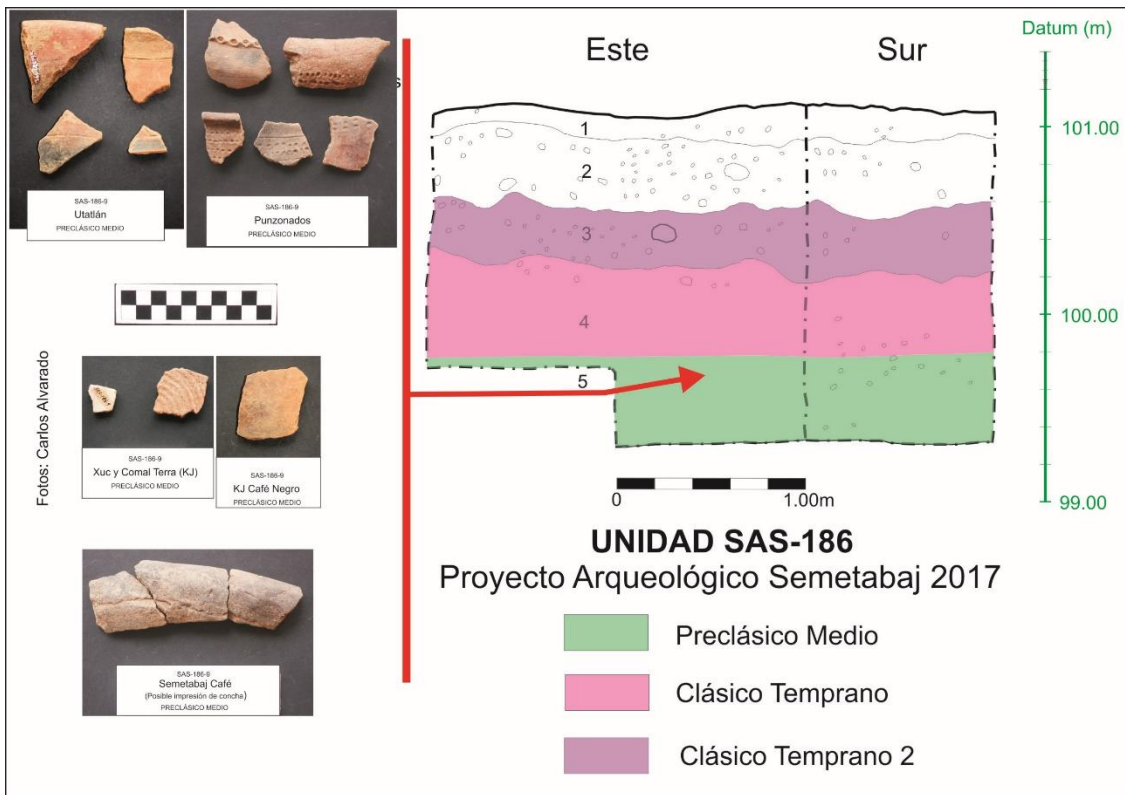 SAS-186-9
Utatlán
PRECLÁSICO MEDIO
SAS-186-9
Punzonados
PRECLÁSICO MEDIO
s
Fotos: Carlos Alvarado
SAS-186-9
Xuc y Comal Terra (KJ)
PRECLÁSICO MEDIO
SAS-186-9
KJ Café Negro
PRECLÁSICO MEDIO
SAS-186-9
Semetabaj Café
(Posible impresión de concha)
PRECLÁSICO MEDIO
Este
Sur
Datum (m)
101.00
100.00
99.00
1
2
3
4
5
0
1.00m
UNIDAD SAS-186
Proyecto Arqueológico Semetabaj 2017
Preclásico Medio
Clásico Temprano
Clásico Temprano 2